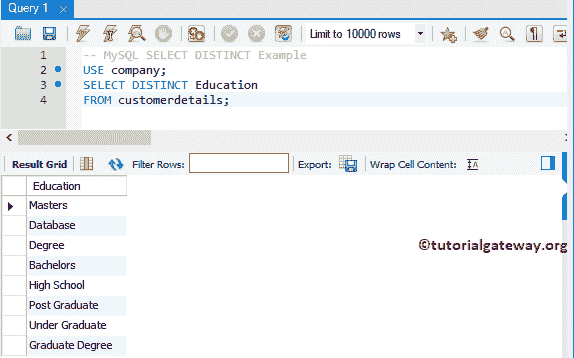 Query 1
Limit to 10000 rows
1 -- MySQL SELECT DISTINCT Example
2 USE company;
3 SELECT DISTINCT Education
4 FROM customerdetails;
Result Grid Filter Rows: Export: Wrap Cell Content:
Education
Masters
Database
Degree
©tutorialgateway.org
Bachelors
High School
Post Graduate
Under Graduate
Graduate Degree